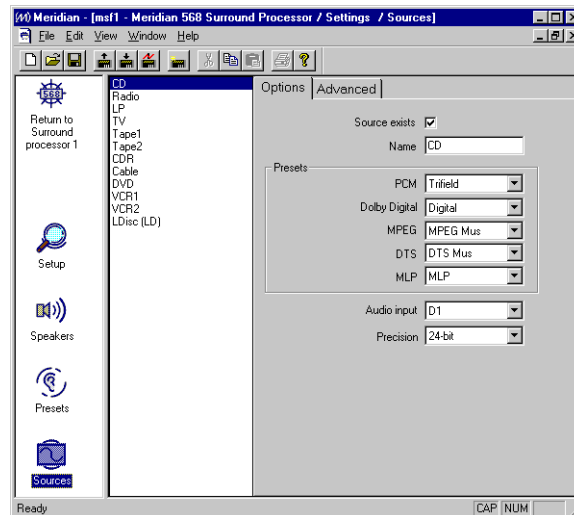 Meridian - [msf1 - Meridian 568 Surround Processor / Settings / Sources]
File Edit View Window Help
568
Return to
Surround
processor 1
Setup
Speakers
Presets
Sources
CD
Radio
LP
TV
Tape1
Tape2
CDR
Cable
DVD
VCR1
VCR2
LDisc (LD)
Options Advanced
Source exists
Name CD
Presets
PCM Trifield
Dolby Digital Digital
MPEG MPEG Mus
DTS DTS Mus
MLP MLP
Audio input D1
Precision 24-bit
Ready CAP NUM